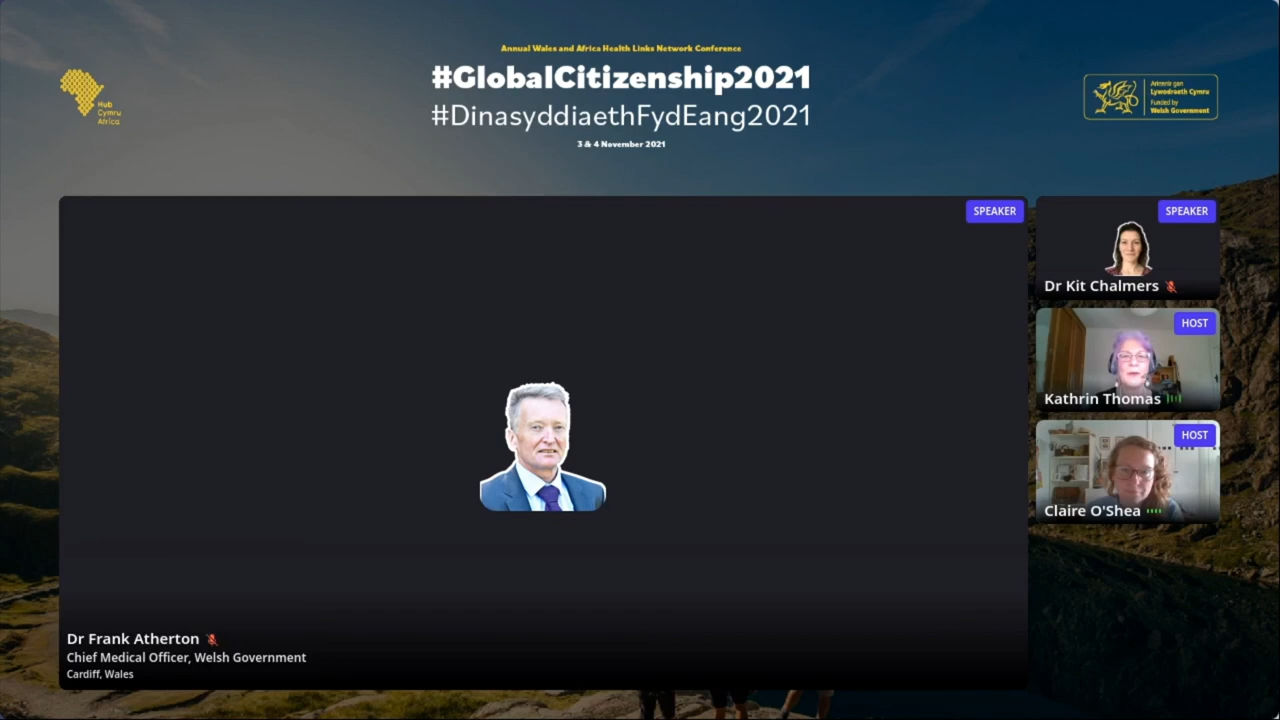 Annual Wales and Africa Health Links Network Conference
#GlobalCitizenship2021
#DinasyddiaethFydEang2021
3 & 4 November 2021
Hub
Cymru
Africa
Ariennir gan
Lywodraeth Cymru
Funded by
Welsh Government
SPEAKER
Dr Frank Atherton
Chief Medical Officer, Welsh Government
Cardiff, Wales
SPEAKER
Dr Kit Chalmers
HOST
Kathrin Thomas
HOST
Claire O'Shea